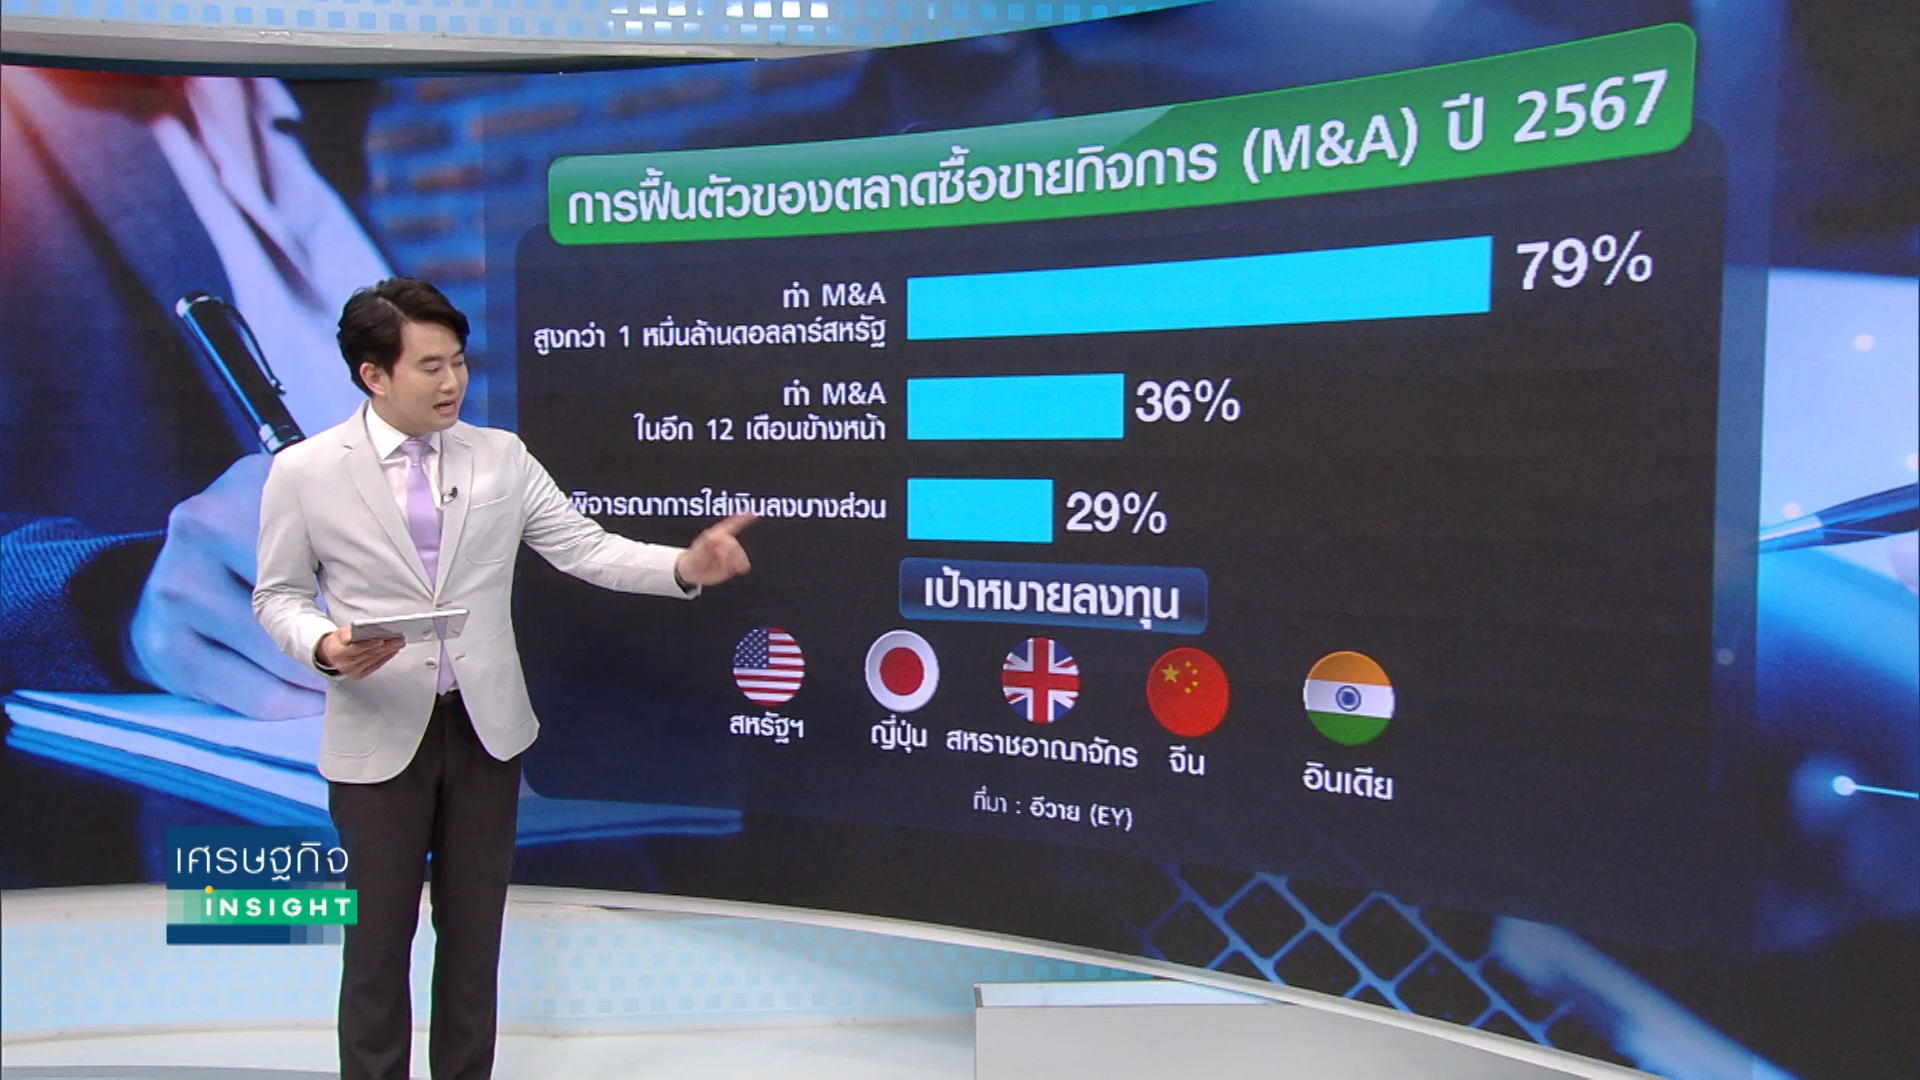 การฟื้นตัวของตลาดซื้อขายกิจการ (M&A) ปี 2567
ทำ M&A
สูงกว่า 1 หมื่นล้านดอลลาร์สหรัฐ
79%
ทำ M&A
ในอีก 12 เดือนข้างหน้า
36%
พิจารณาการใส่เงินลงบางส่วน
29%
เป้าหมายลงทุน
สหรัฐฯ
ญี่ปุ่น
สหราชอาณาจักร
จีน
อินเดีย
ที่มา : อีวาย (EY)
เศรษฐกิจ
INSIGHT